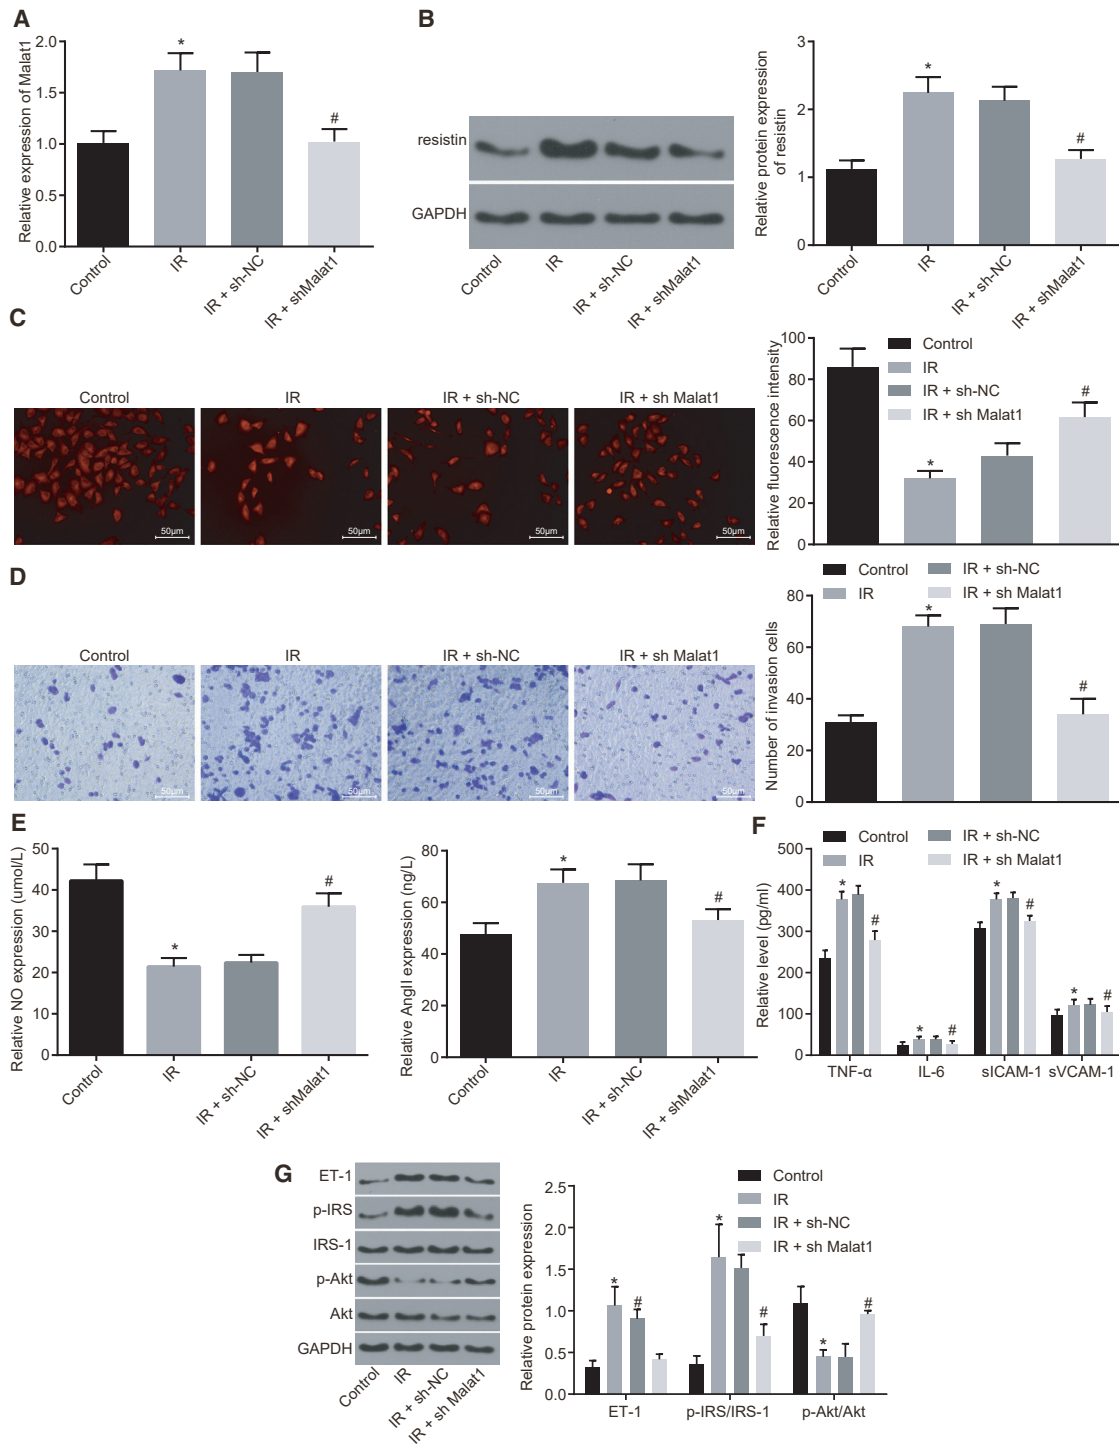 A
Relative expression of Malat1
2.0
1.5
1.0
0.5
0.0
*
#
Control
IR
IR + sh-NC
IR + shMalat1
B
resistin
GAPDH
Control
IR
IR + sh-NC
IR + shMalat1
Relative protein expression
of resistin
3
2
1
0
*
#
Control
IR
IR + sh-NC
IR + shMalat1
C
Control
IR
IR + sh-NC
IR + sh Malat1
50μm
50μm
50μm
50μm
Relative fluorescence intensity
100
80
60
40
20
0
Control
IR
IR + sh-NC
IR + sh Malat1
*
#
D
Control
IR
IR + sh-NC
IR + sh Malat1
50μm
50μm
50μm
50μm
Control
IR
IR + sh-NC
IR + sh Malat1
Number of invasion cells
80
60
40
20
0
*
#
E
Relative NO expression (umol/L)
50
40
30
20
10
0
*
#
Control
IR
IR + sh-NC
IR + shMalat1
Relative AngII expression (ng/L)
80
60
40
20
0
*
#
Control
IR
IR + sh-NC
IR + shMalat1
F
Control
IR
IR + sh-NC
IR + sh Malat1
Relative level (pg/ml)
500
400
300
200
100
0
*
#
*
#
*
#
*
#
TNF-α
IL-6
sICAM-1
sVCAM-1
G
ET-1
p-IRS
IRS-1
p-Akt
Akt
GAPDH
Control
IR
IR + sh-NC
IR + sh Malat1
Control
IR
IR + sh-NC
IR + sh Malat1
Relative protein expression
2.5
2.0
1.5
1.0
0.5
0.0
*
#
*
#
*
#
ET-1
p-IRS/IRS-1
p-Akt/Akt